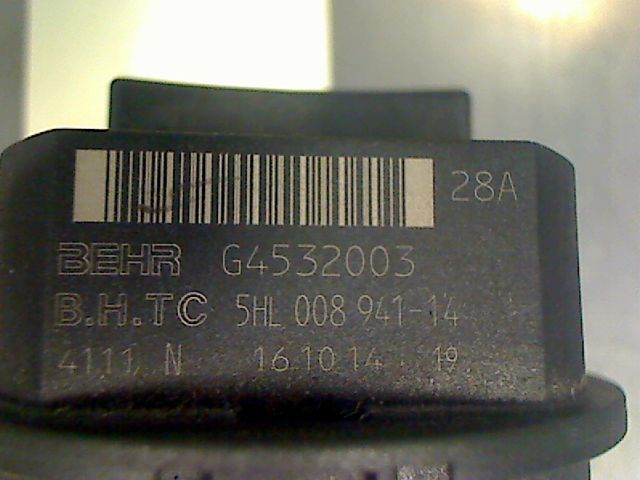 28A
BEHR G4532003
B.H.TC 5HL 008 941-14
4111 N 16.10.14 19